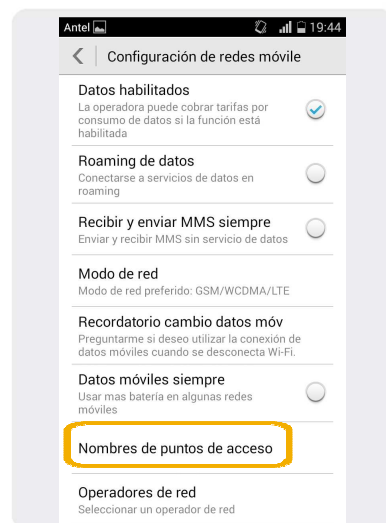 Antel 19:44
Configuración de redes móvile
Datos habilitados
La operadora puede cobrar tarifas por
consumo de datos si la función está
habilitada
Roaming de datos
Conectarse a servicios de datos en
roaming
Recibir y enviar MMS siempre
Enviar y recibir MMS sin servicio de datos
Modo de red
Modo de red preferido: GSM/WCDMA/LTE
Recordatorio cambio datos móv
Preguntarme si deseo utilizar la conexión de
datos móviles cuando se desconecta Wi-Fi.
Datos móviles siempre
Usar mas batería en algunas redes
móviles
Nombres de puntos de acceso
Operadores de red
Seleccionar un operador de red